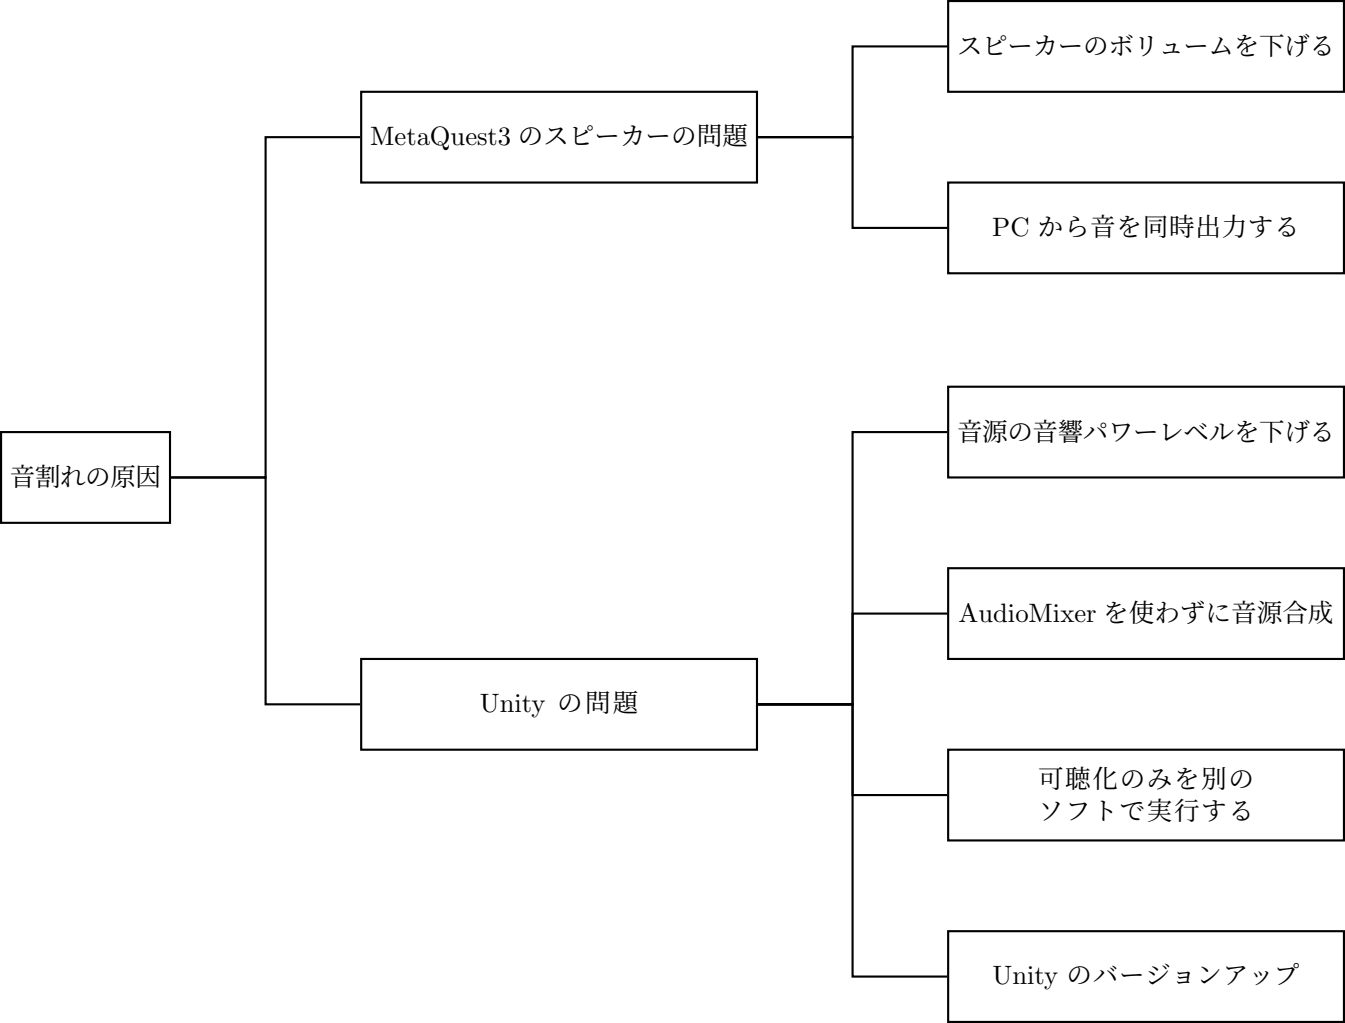 スピーカーのボリュームを下げる
MetaQuest3 のスピーカーの問題
PC から音を同時出力する
音源の音響パワーレベルを下げる
音割れの原因
AudioMixer を使わずに音源合成
Unity の問題
可聴化のみを別の
ソフトで実行する
Unity のバージョンアップ